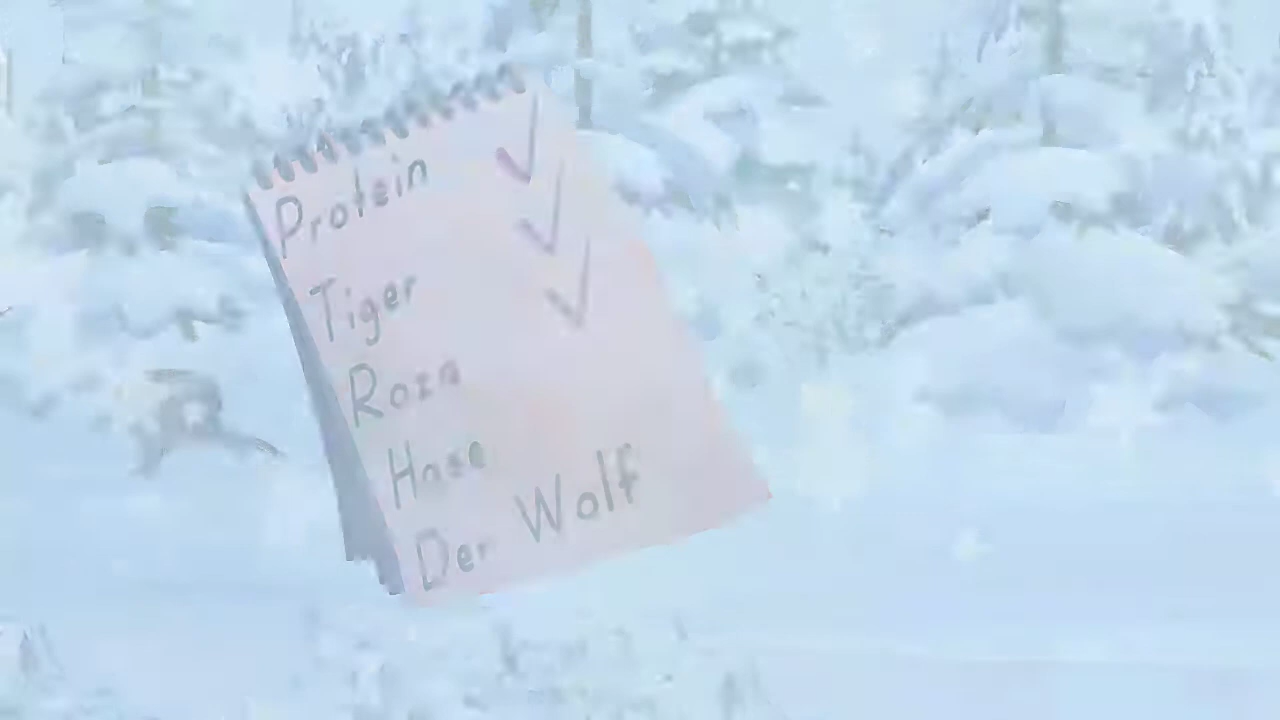 Protein
Tiger
Roza
Hase
Der Wolf